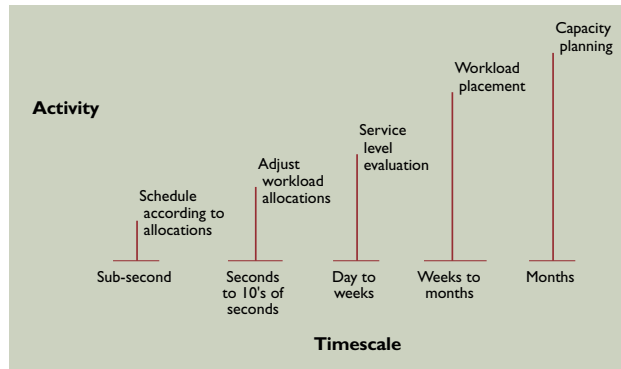 Capacity
planning
Workload
placement
Activity
Service
level
evaluation
Adjust
workload
allocations
Schedule
according to
allocations
Sub-second
Seconds
to 10's of
seconds
Day to
weeks
Weeks to
months
Months
Timescale